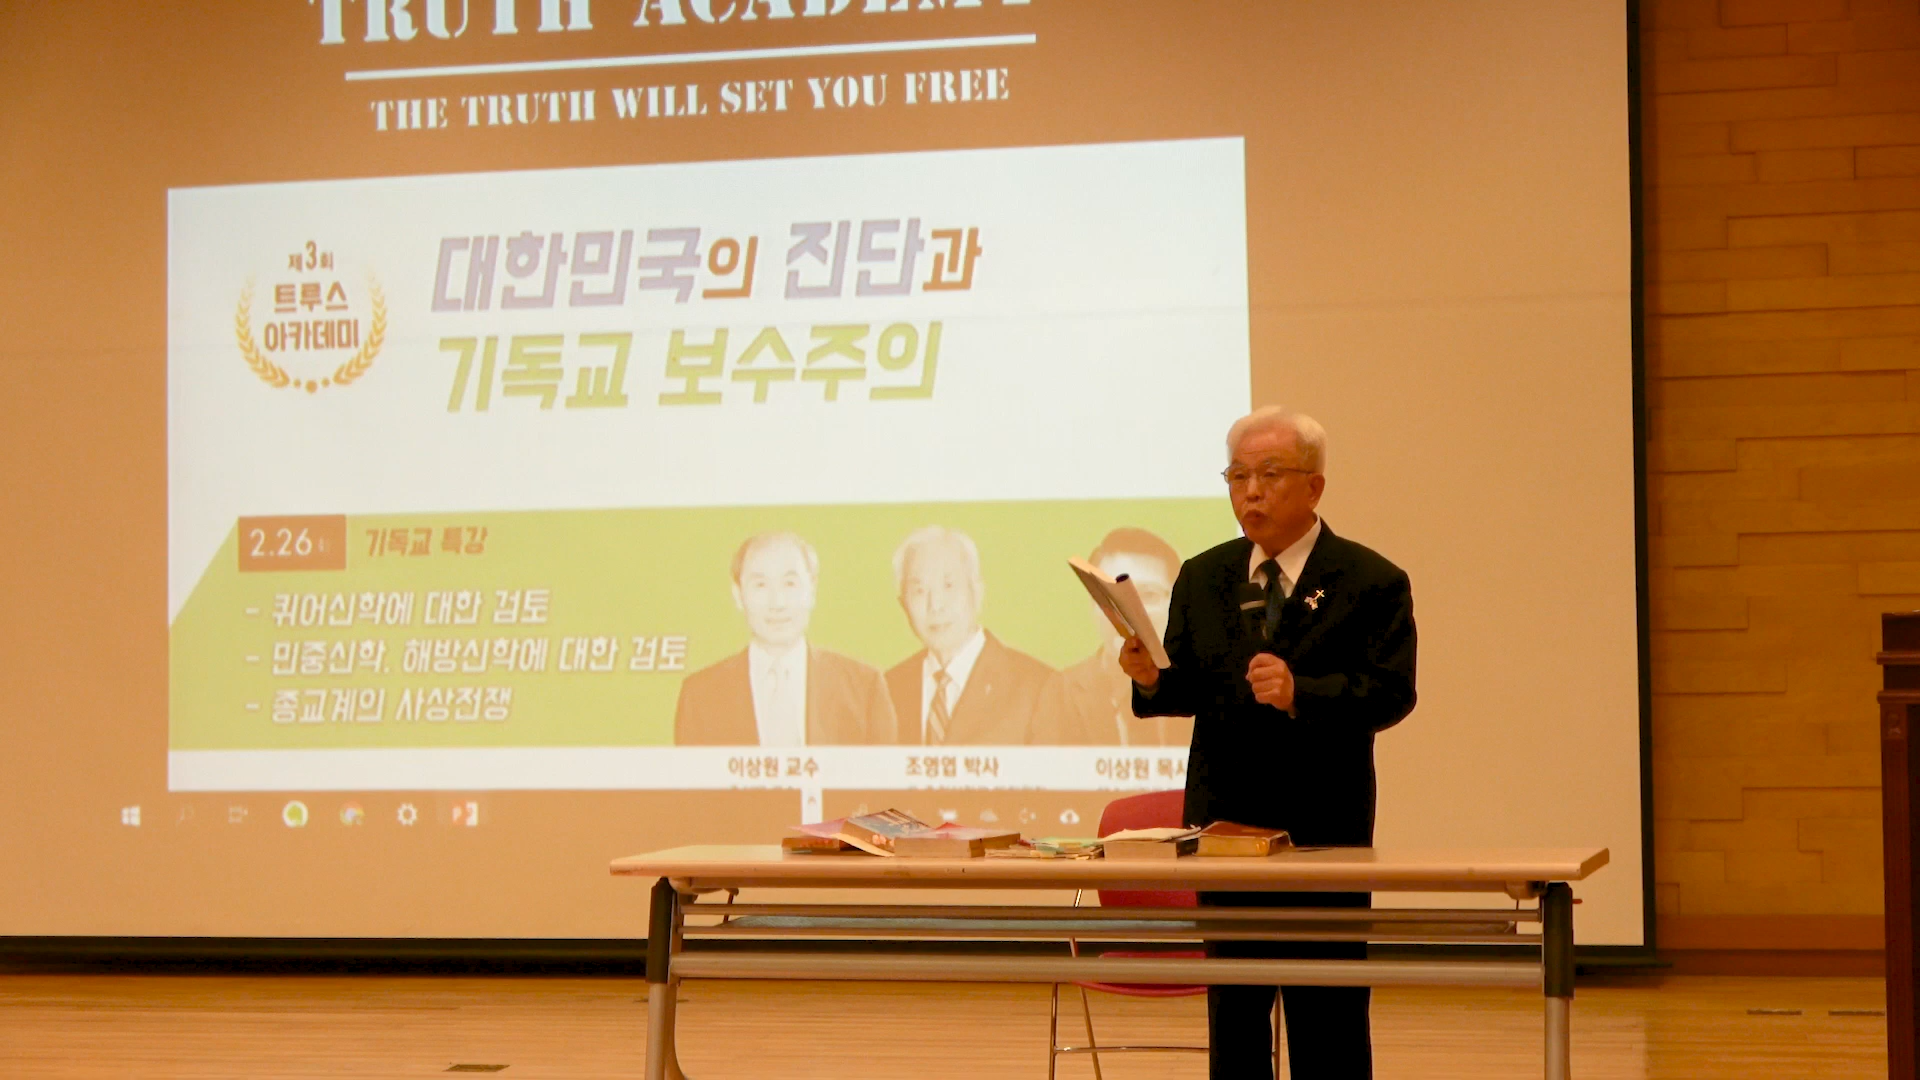 TRUTH ACADEMY
THE TRUTH WILL SET YOU FREE
제3회
트루스
아카데미
대한민국의 진단과
기독교 보수주의
2.26
기독교 특강
- 퀴어신학에 대한 검토
- 민중신학, 해방신학에 대한 검토
- 종교계의 사상전쟁
이상원 교수
조영엽 박사
이상원 목사